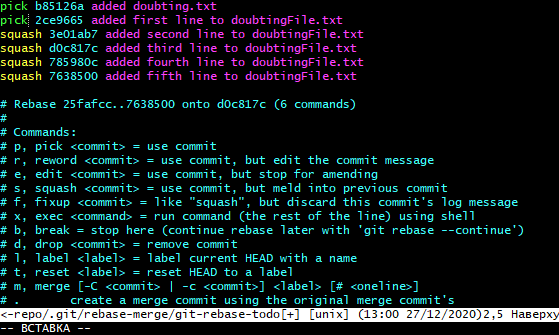 pick b85126a added doubting.txt
pick 2ce9665 added first line to doubtingFile.txt
squash 3e01ab7 added second line to doubtingFile.txt
squash d0c817c added third line to doubtingFile.txt
squash 785980c added fourth line to doubtingFile.txt
squash 7638500 added fifth line to doubtingFile.txt
# Rebase 25fafcc..7638500 onto d0c817c (6 commands)
#
# Commands:
# p, pick <commit> = use commit
# r, reword <commit> = use commit, but edit the commit message
# e, edit <commit> = use commit, but stop for amending
# s, squash <commit> = use commit, but meld into previous commit
# f, fixup <commit> = like "squash", but discard this commit's log message
# x, exec <command> = run command (the rest of the line) using shell
# b, break = stop here (continue rebase later with 'git rebase --continue')
# d, drop <commit> = remove commit
# l, label <label> = label current HEAD with a name
# t, reset <label> = reset HEAD to a label
# m, merge [-C <commit> | -c <commit>] <label> [# <oneline>]
# .       create a merge commit using the original merge commit's
<-repo/.git/rebase-merge/git-rebase-todo[+] [unix] (13:00 27/12/2020)2,5 Наверху
-- ВСТАВКА --